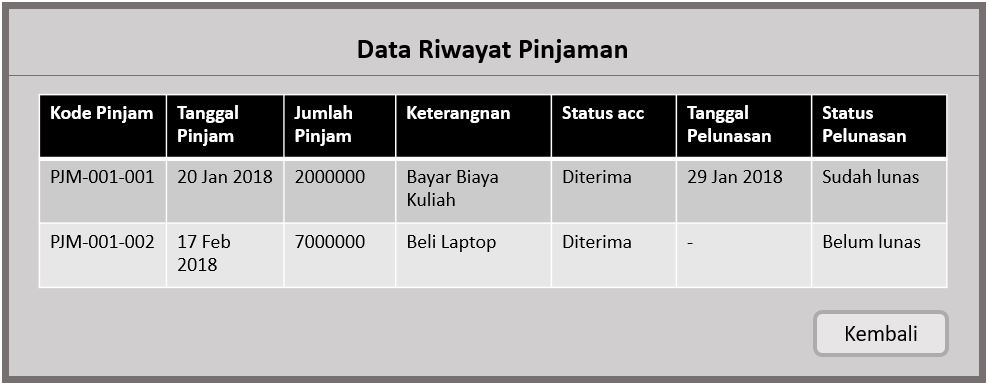 Data Riwayat Pinjaman
Kode Pinjam Tanggal Pinjam Jumlah Pinjam Keterangnan Status acc Tanggal Pelunasan Status Pelunasan
PJM-001-001 20 Jan 2018 2000000 Bayar Biaya Kuliah Diterima 29 Jan 2018 Sudah lunas
PJM-001-002 17 Feb 2018 7000000 Beli Laptop Diterima - Belum lunas
Kembali